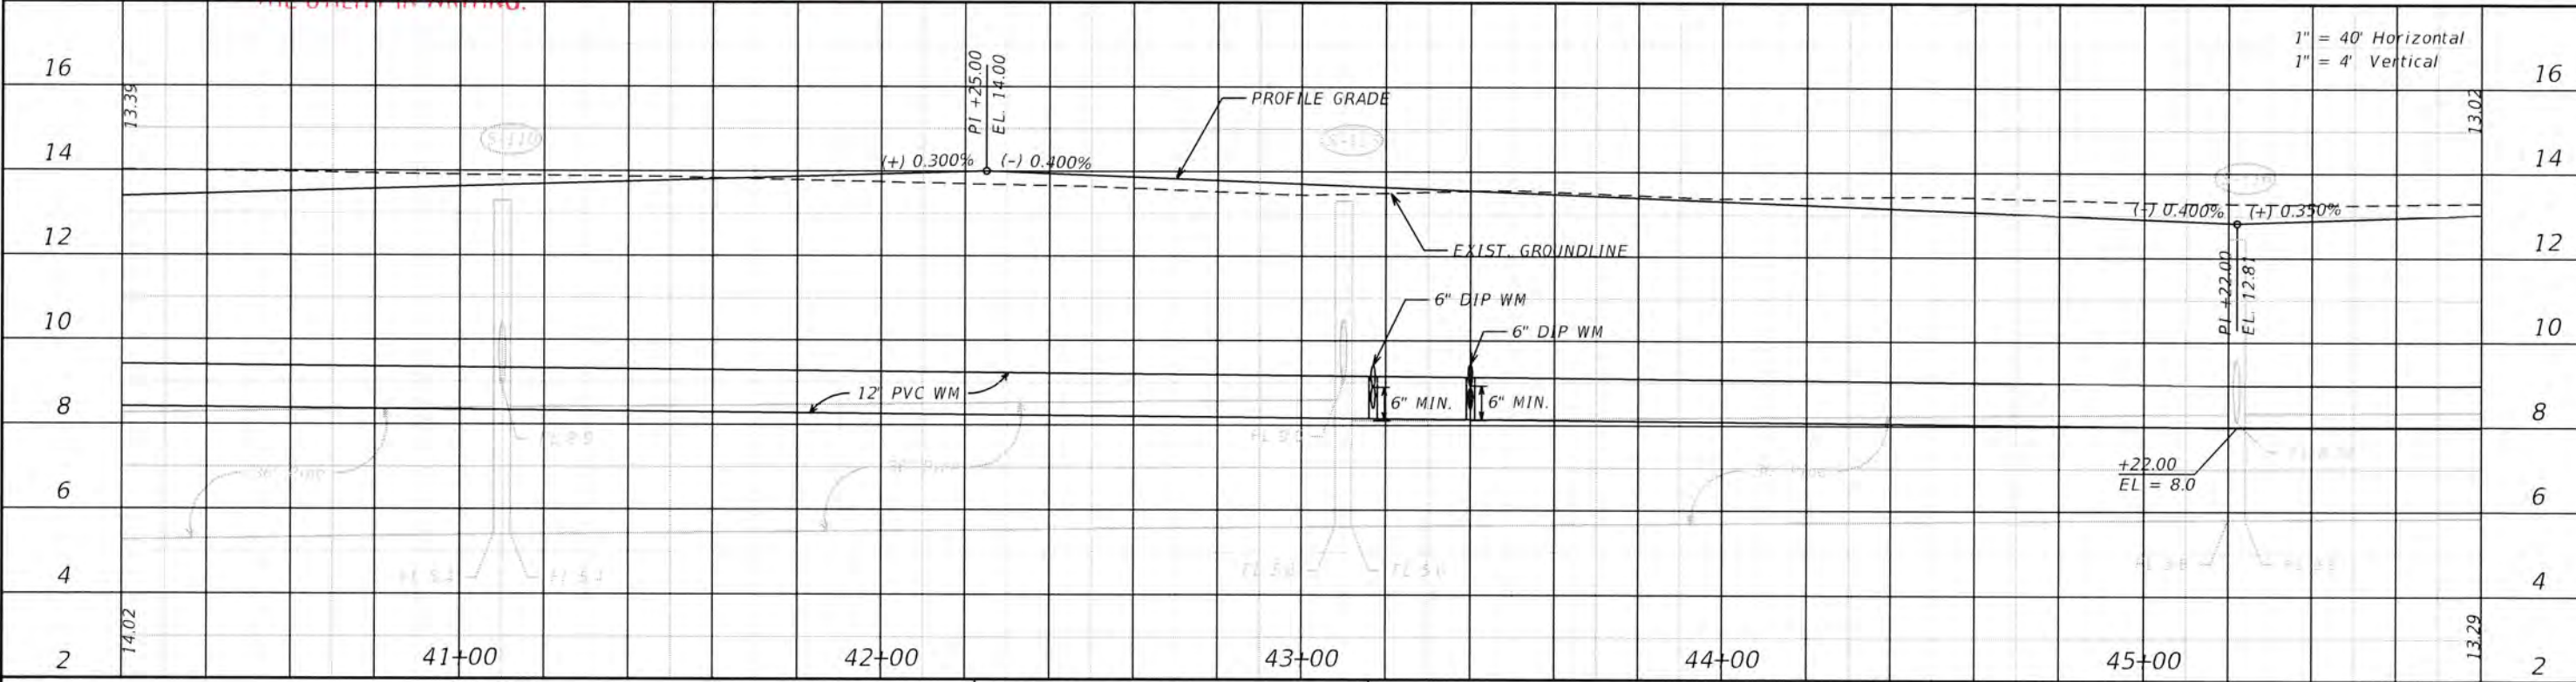 THE UTILITY IN WRITING.
1" = 40' Horizontal
1" = 4' Vertical
16
16
13.39
13.02
PI +25.00
EL. 14.00
PROFILE GRADE
14
14
(+) 0.300%
(-) 0.400%
(-) 0.400%
(+) 0.350%
12
12
EXIST. GROUNDLINE
PI +22.00
EL. 12.81
6" DIP WM
6" DIP WM
10
10
12" PVC WM
6" MIN.
6" MIN.
8
8
+22.00
EL = 8.0
6
6
4
4
14.02
13.29
2
41+00
42+00
43+00
44+00
45+00
2